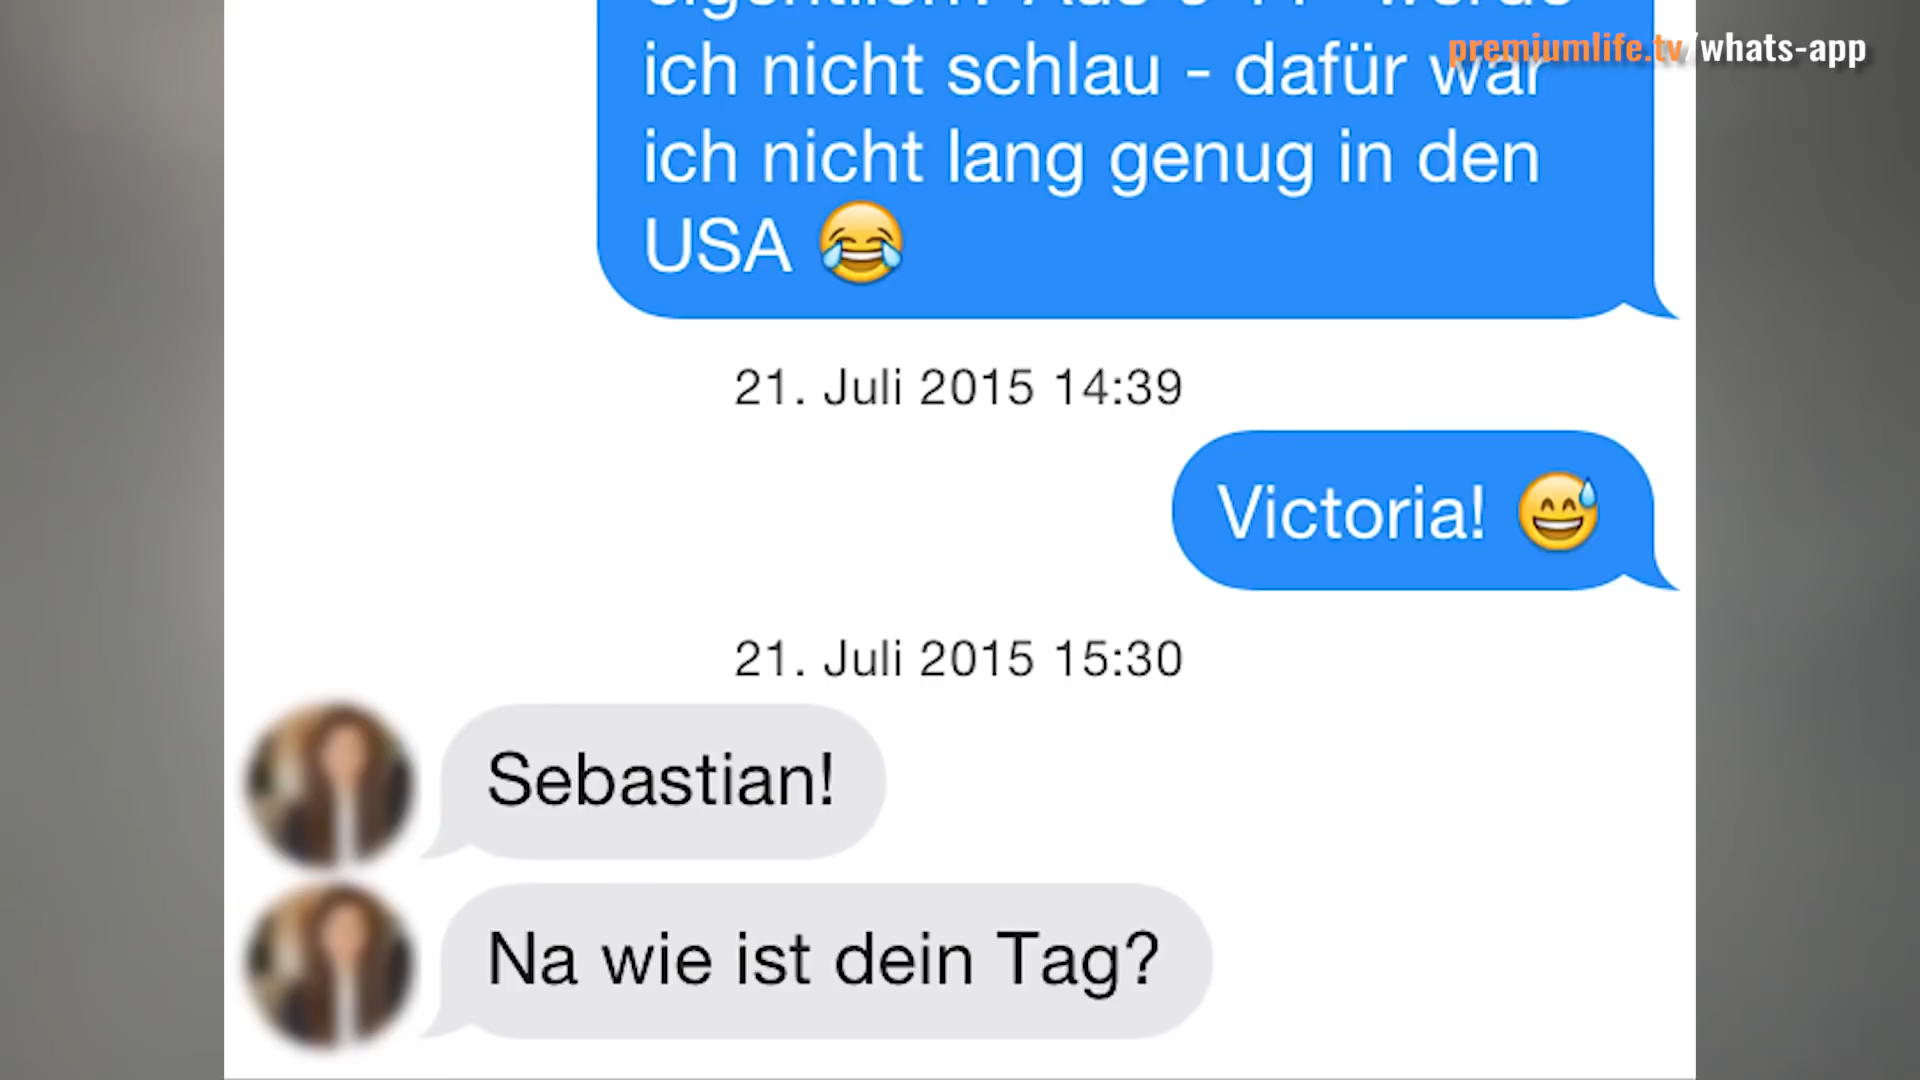 premiumlife.tv/whats-app
ich nicht schlau - dafür war
ich nicht lang genug in den
USA 😂
21. Juli 2015 14:39
Victoria! 😅
21. Juli 2015 15:30
Sebastian!
Na wie ist dein Tag?